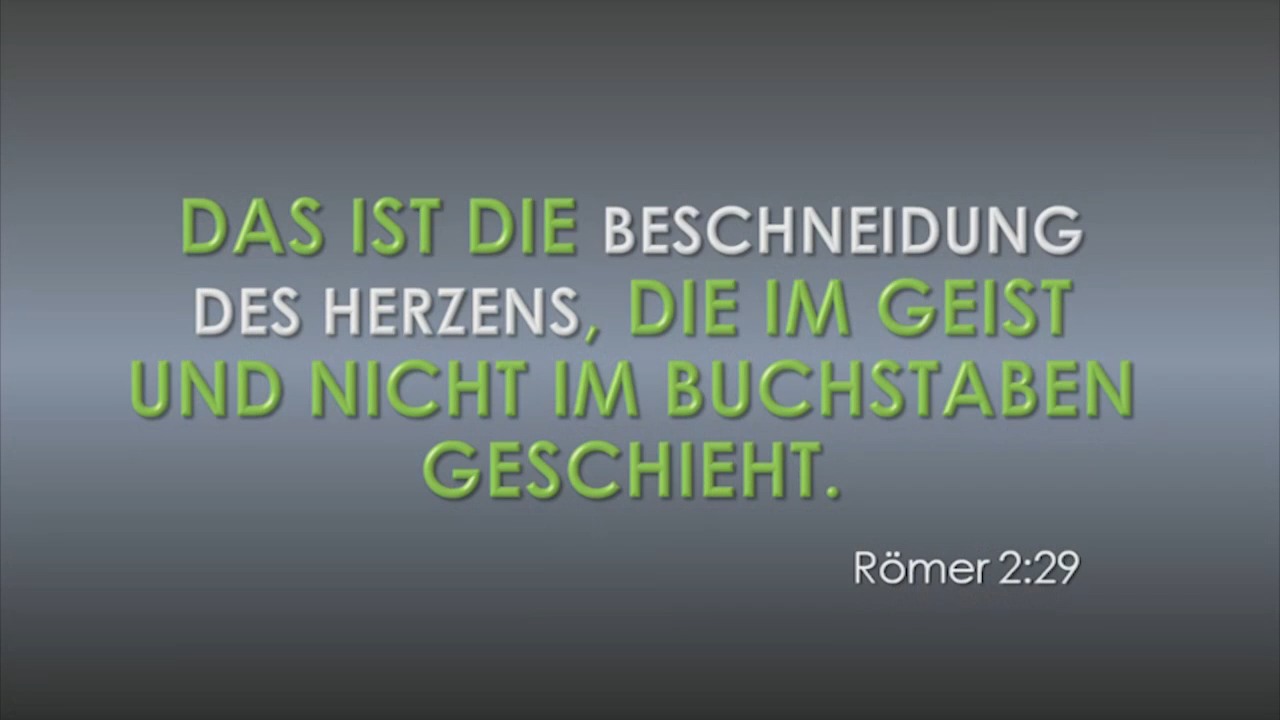 DAS IST DIE BESCHNEIDUNG
DES HERZENS, DIE IM GEIST
UND NICHT IM BUCHSTABEN
GESCHIEHT.
Römer 2:29